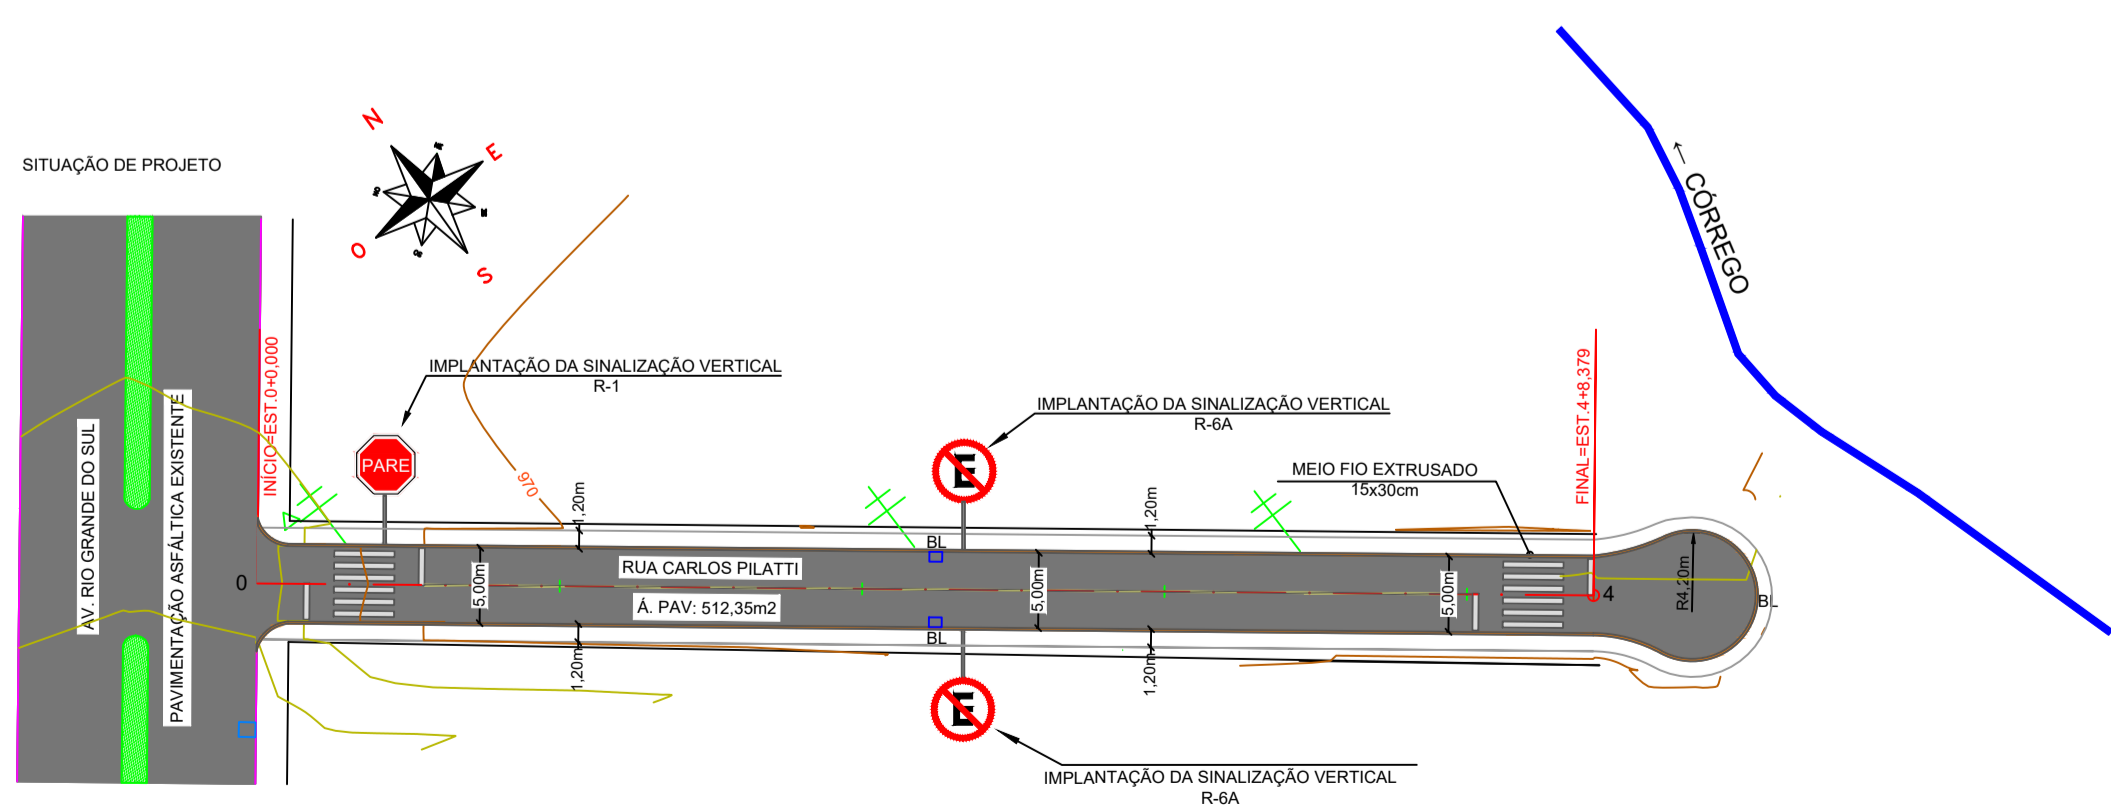 SITUAÇÃO DE PROJETO
N
E
O
S
AV. RIO GRANDE DO SUL
PAVIMENTAÇÃO ASFÁLTICA EXISTENTE
INÍCIO=EST.0+0,000
0
IMPLANTAÇÃO DA SINALIZAÇÃO VERTICAL
R-1
PARE
970
1,20m
5,00m
1,20m
RUA CARLOS PILATTI
Á. PAV: 512,35m2
IMPLANTAÇÃO DA SINALIZAÇÃO VERTICAL
R-6A
E
BL
BL
5,00m
E
IMPLANTAÇÃO DA SINALIZAÇÃO VERTICAL
R-6A
1,20m
1,20m
MEIO FIO EXTRUSADO
15x30cm
5,00m
FINAL=EST.4+8,379
4
R4,20m
BL
← CÓRREGO